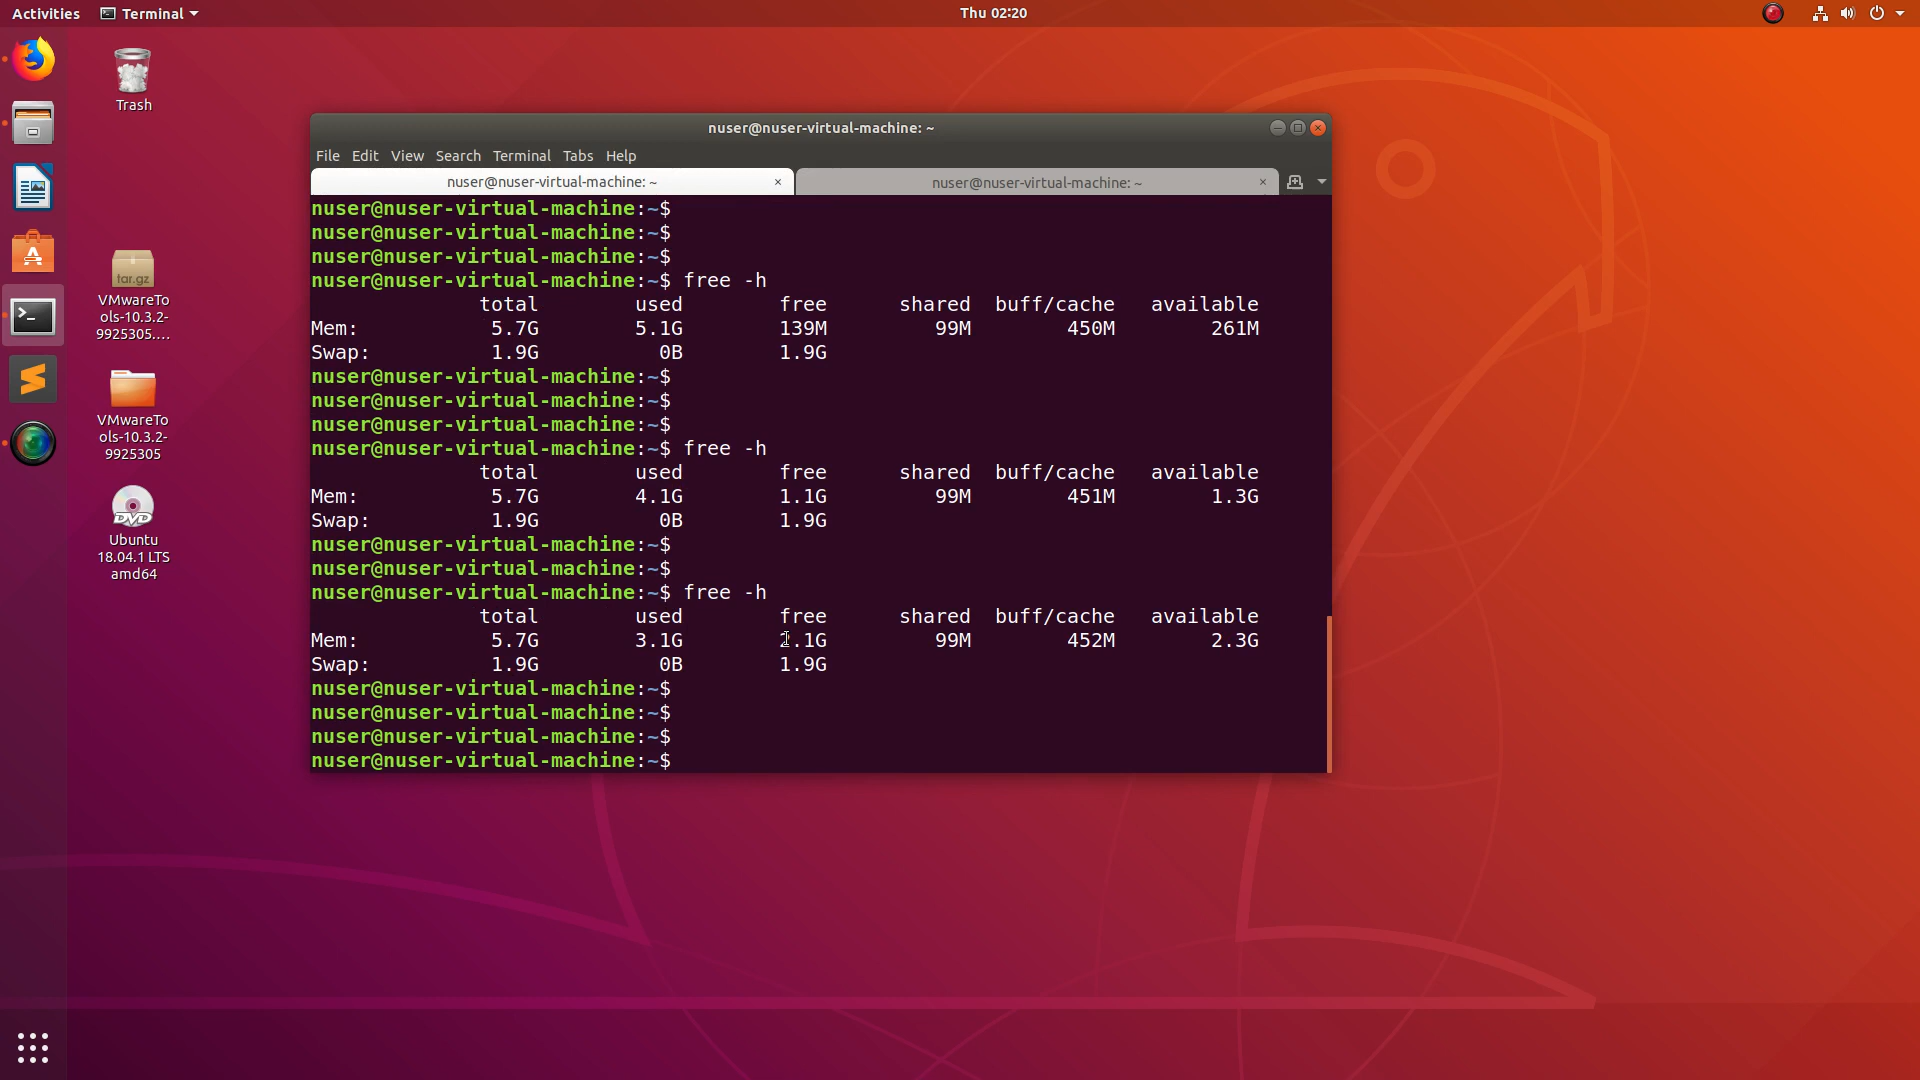 Activities Terminal Thu 02:20
Trash
tar.gz
VMwareTo
ols-10.3.2-
9925305.…
VMwareTo
ols-10.3.2-
9925305
DVD
Ubuntu
18.04.1 LTS
amd64
nuser@nuser-virtual-machine: ~
File Edit View Search Terminal Tabs Help
nuser@nuser-virtual-machine: ~ × nuser@nuser-virtual-machine: ~ ×
nuser@nuser-virtual-machine:~$
nuser@nuser-virtual-machine:~$
nuser@nuser-virtual-machine:~$
nuser@nuser-virtual-machine:~$ free -h
total used free shared buff/cache available
Mem: 5.7G 5.1G 139M 99M 450M 261M
Swap: 1.9G 0B 1.9G
nuser@nuser-virtual-machine:~$
nuser@nuser-virtual-machine:~$
nuser@nuser-virtual-machine:~$
nuser@nuser-virtual-machine:~$ free -h
total used free shared buff/cache available
Mem: 5.7G 4.1G 1.1G 99M 451M 1.3G
Swap: 1.9G 0B 1.9G
nuser@nuser-virtual-machine:~$
nuser@nuser-virtual-machine:~$
nuser@nuser-virtual-machine:~$ free -h
total used free shared buff/cache available
Mem: 5.7G 3.1G 2.1G 99M 452M 2.3G
Swap: 1.9G 0B 1.9G
nuser@nuser-virtual-machine:~$
nuser@nuser-virtual-machine:~$
nuser@nuser-virtual-machine:~$
nuser@nuser-virtual-machine:~$